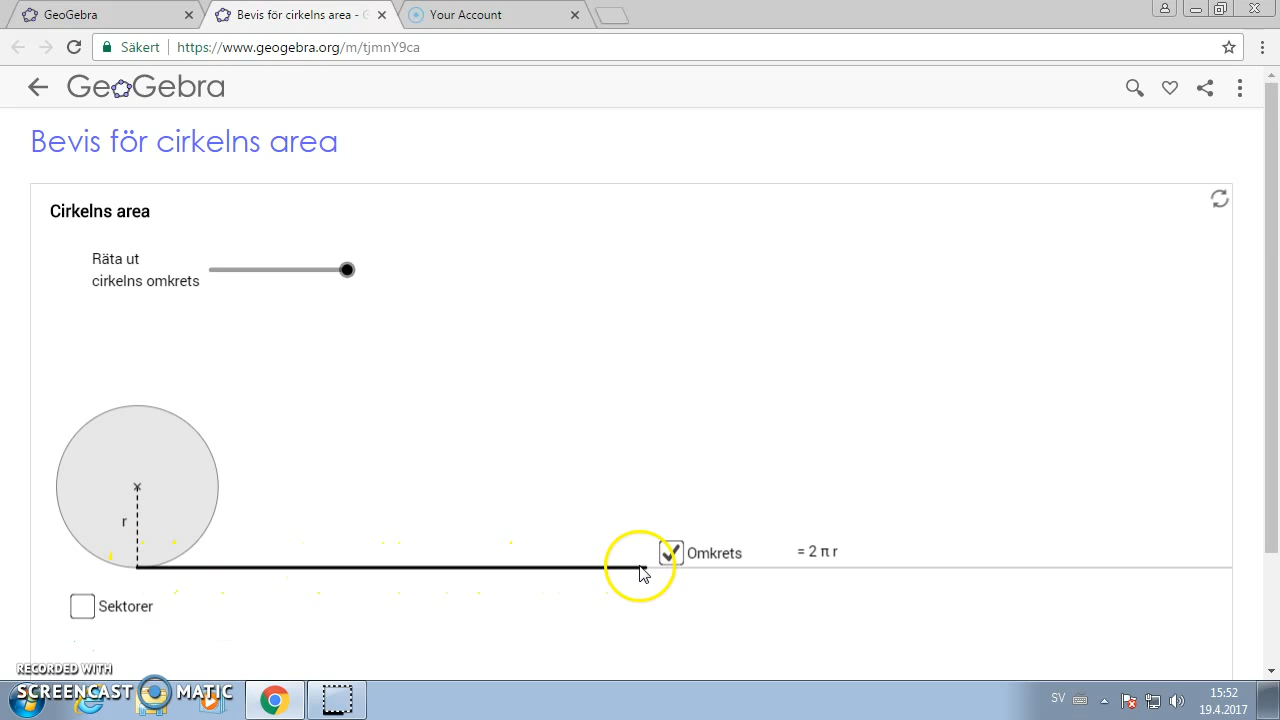 GeoGebra
Bevis för cirkelns area - G
Your Account
Säkert
https://www.geogebra.org/m/tjmnY9ca
GeoGebra
Bevis för cirkelns area
Cirkelns area
Räta ut
cirkelns omkrets
r
Omkrets = 2 π r
Sektorer
RECORDED WITH
SCREENCAST MATIC
SV
15:52
19.4.2017